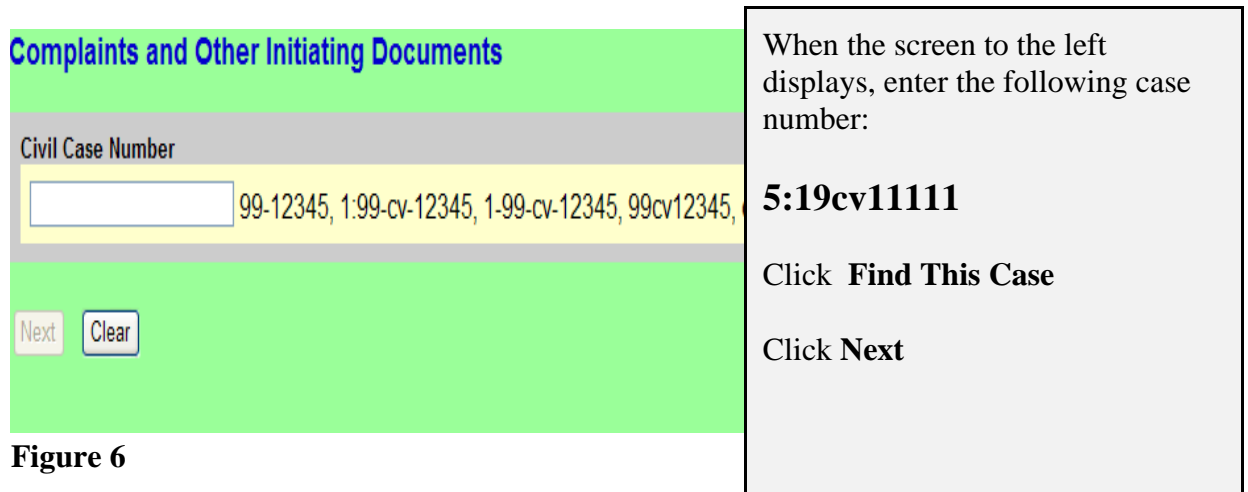 Complaints and Other Initiating Documents
Civil Case Number
99-12345, 1:99-cv-12345, 1-99-cv-12345, 99cv12345,
Next Clear
Figure 6
When the screen to the left
displays, enter the following case
number:
5:19cv11111
Click Find This Case
Click Next